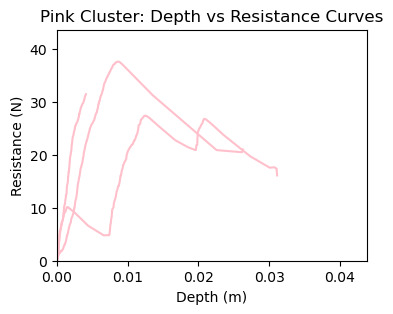 Pink Cluster: Depth vs Resistance Curves
Resistance (N)
40
30
20
10
0
0.00 0.01 0.02 0.03 0.04
Depth (m)